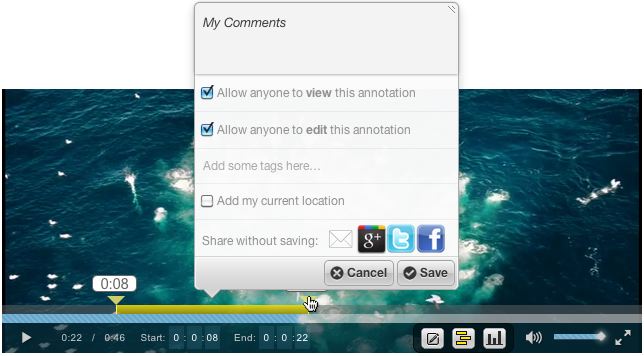 My Comments
Allow anyone to view this annotation
Allow anyone to edit this annotation
Add some tags here...
Add my current location
Share without saving: g+ t f
Cancel Save
0:08
0:22 / 0:46 Start: 0 : 0 : 08 End: 0 : 0 : 22